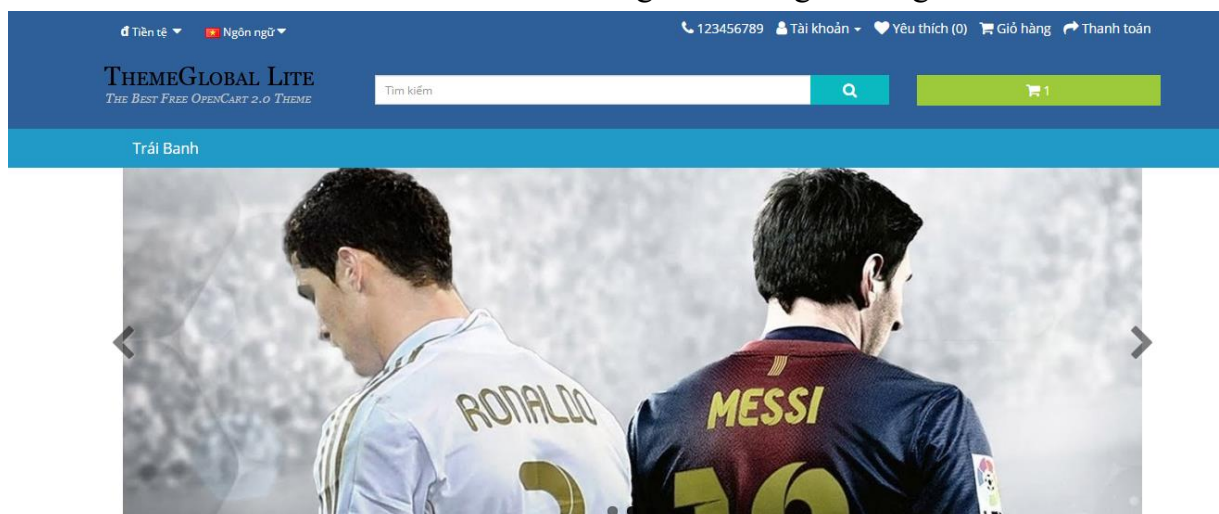 đ Tiền tệ
Ngôn ngữ
123456789 Tài khoản Yêu thích (0) Giỏ hàng Thanh toán
THEMEGLOBAL LITE
THE BEST FREE OPENCART 2.0 THEME
Tìm kiếm
1
Trái Banh
RONALDO
MESSI
10